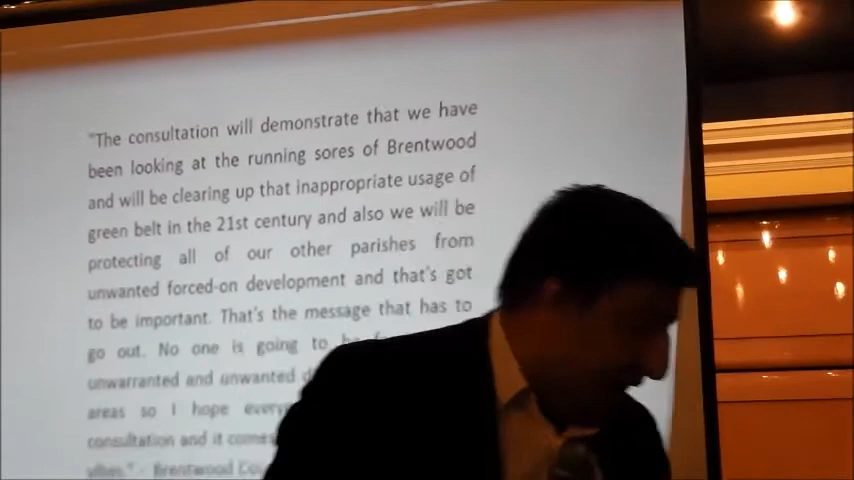 "The consultation will demonstrate that we have
been looking at the running sores of Brentwood
and will be clearing up that inappropriate usage of
green belt in the 21st century and also we will be
protecting all of our other parishes from
unwanted forced-on development and that's got
to be important. That's the message that has to
go out. No one is going to be
unwarranted and unwanted
areas so I hope
consultation and it comes
vibes." - Brentwood